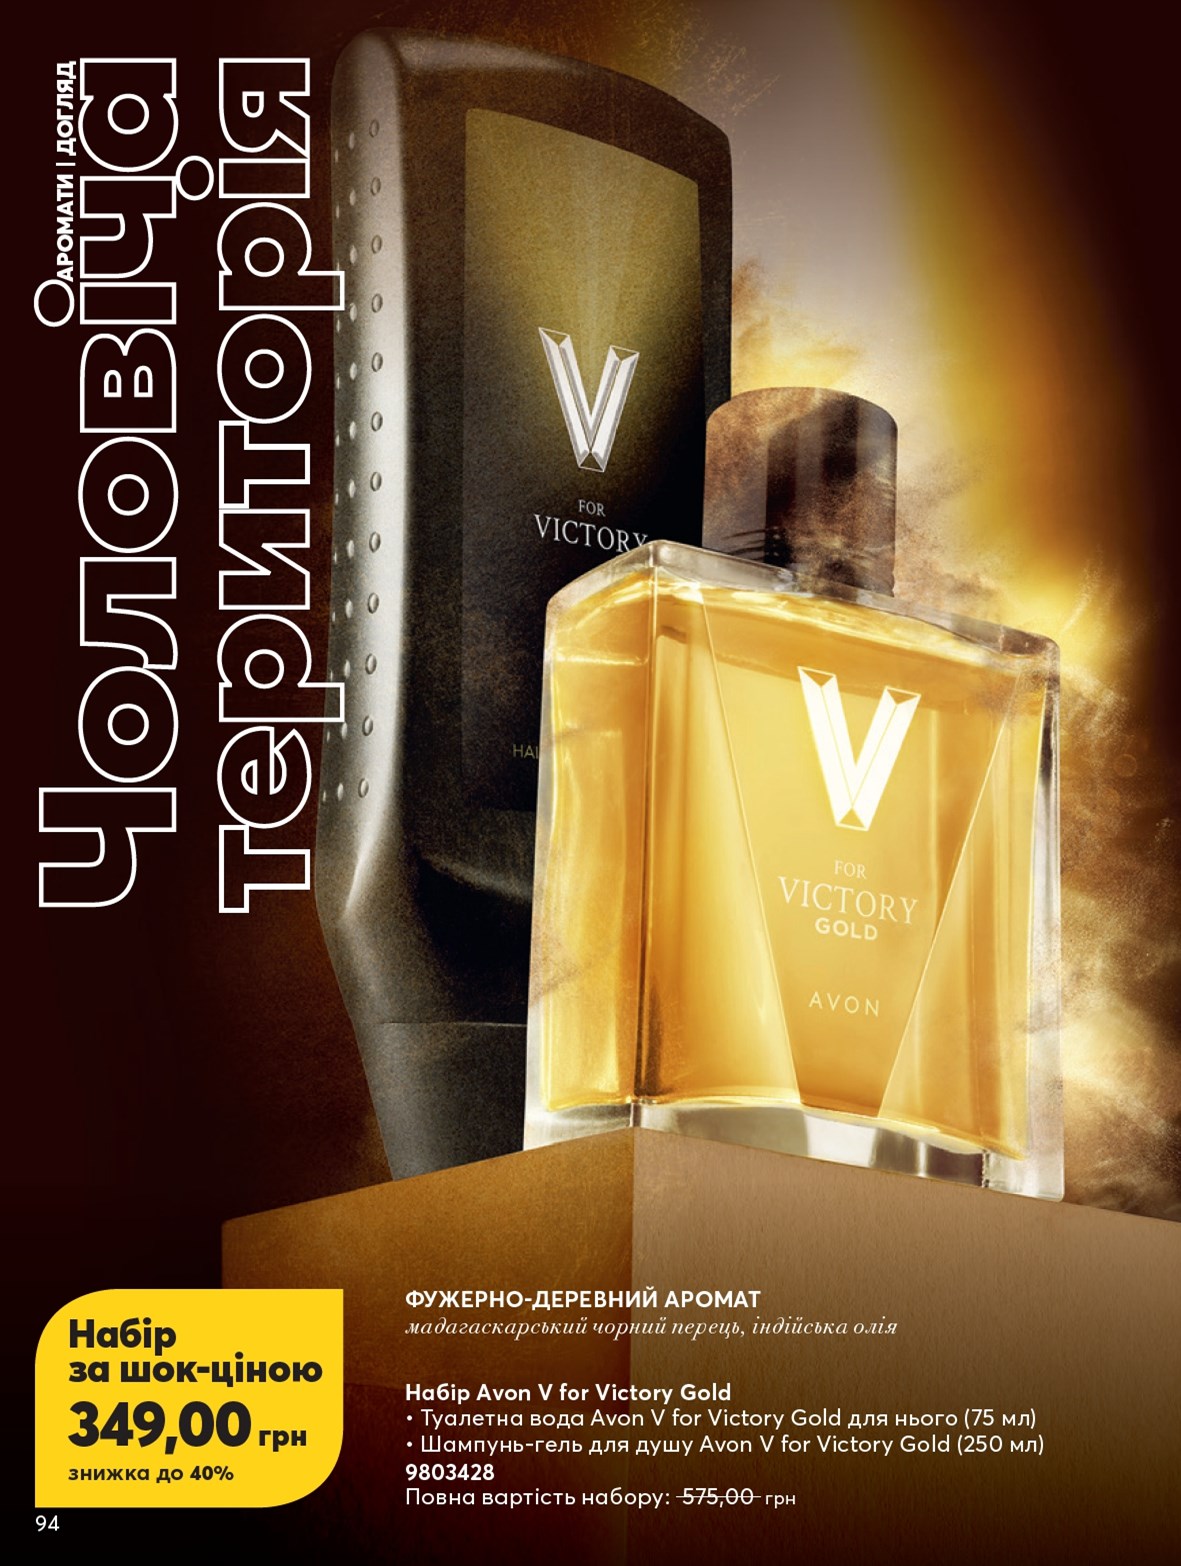 АРОМАТИ | ДОГЛЯД
Чоловіча
територія
V
FOR
VICTORY
HAI
V
FOR
VICTORY
GOLD
AVON
Набір
за шок-ціною
349,00 грн
знижка до 40%
ФУЖЕРНО-ДЕРЕВНИЙ АРОМАТ
мадагаскарський чорний перець, індійська олія
Набір Avon V for Victory Gold
• Туалетна вода Avon V for Victory Gold для нього (75 мл)
• Шампунь-гель для душу Avon V for Victory Gold (250 мл)
9803428
Повна вартість набору: 575,00 грн
94